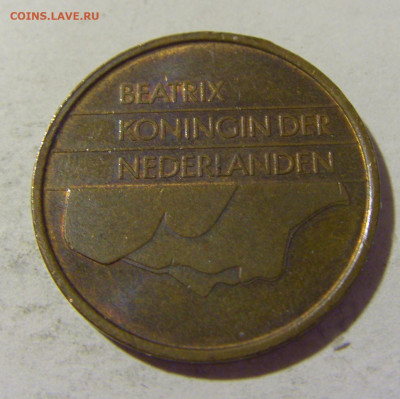 COINS.LAVE.RU
BEATRIX
KONINGIN DER
NEDERLANDEN